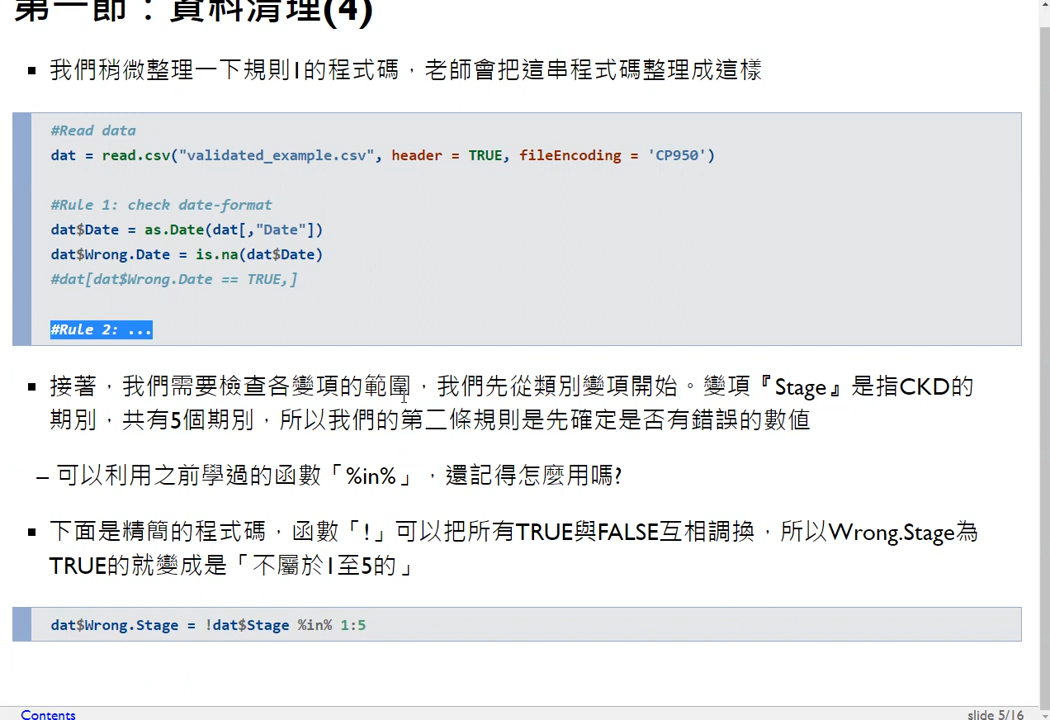 第一節：資料清理(4)
▪ 我們稍微整理一下規則1的程式碼，老師會把這串程式碼整理成這樣
#Read data
dat = read.csv("validated_example.csv", header = TRUE, fileEncoding = 'CP950')
#Rule 1: check date-format
dat$Date = as.Date(dat[,"Date"])
dat$Wrong.Date = is.na(dat$Date)
#dat[dat$Wrong.Date == TRUE,]
#Rule 2: ...
▪ 接著，我們需要檢查各變項的範圍，我們先從類別變項開始。變項『Stage』是指CKD的
期別，共有5個期別，所以我們的第二條規則是先確定是否有錯誤的數值
– 可以利用之前學過的函數「%in%」，還記得怎麼用嗎?
▪ 下面是精簡的程式碼，函數「!」可以把所有TRUE與FALSE互相調換，所以Wrong.Stage為
TRUE的就變成是「不屬於1至5的」
dat$Wrong.Stage = !dat$Stage %in% 1:5
Contents
slide 5/16